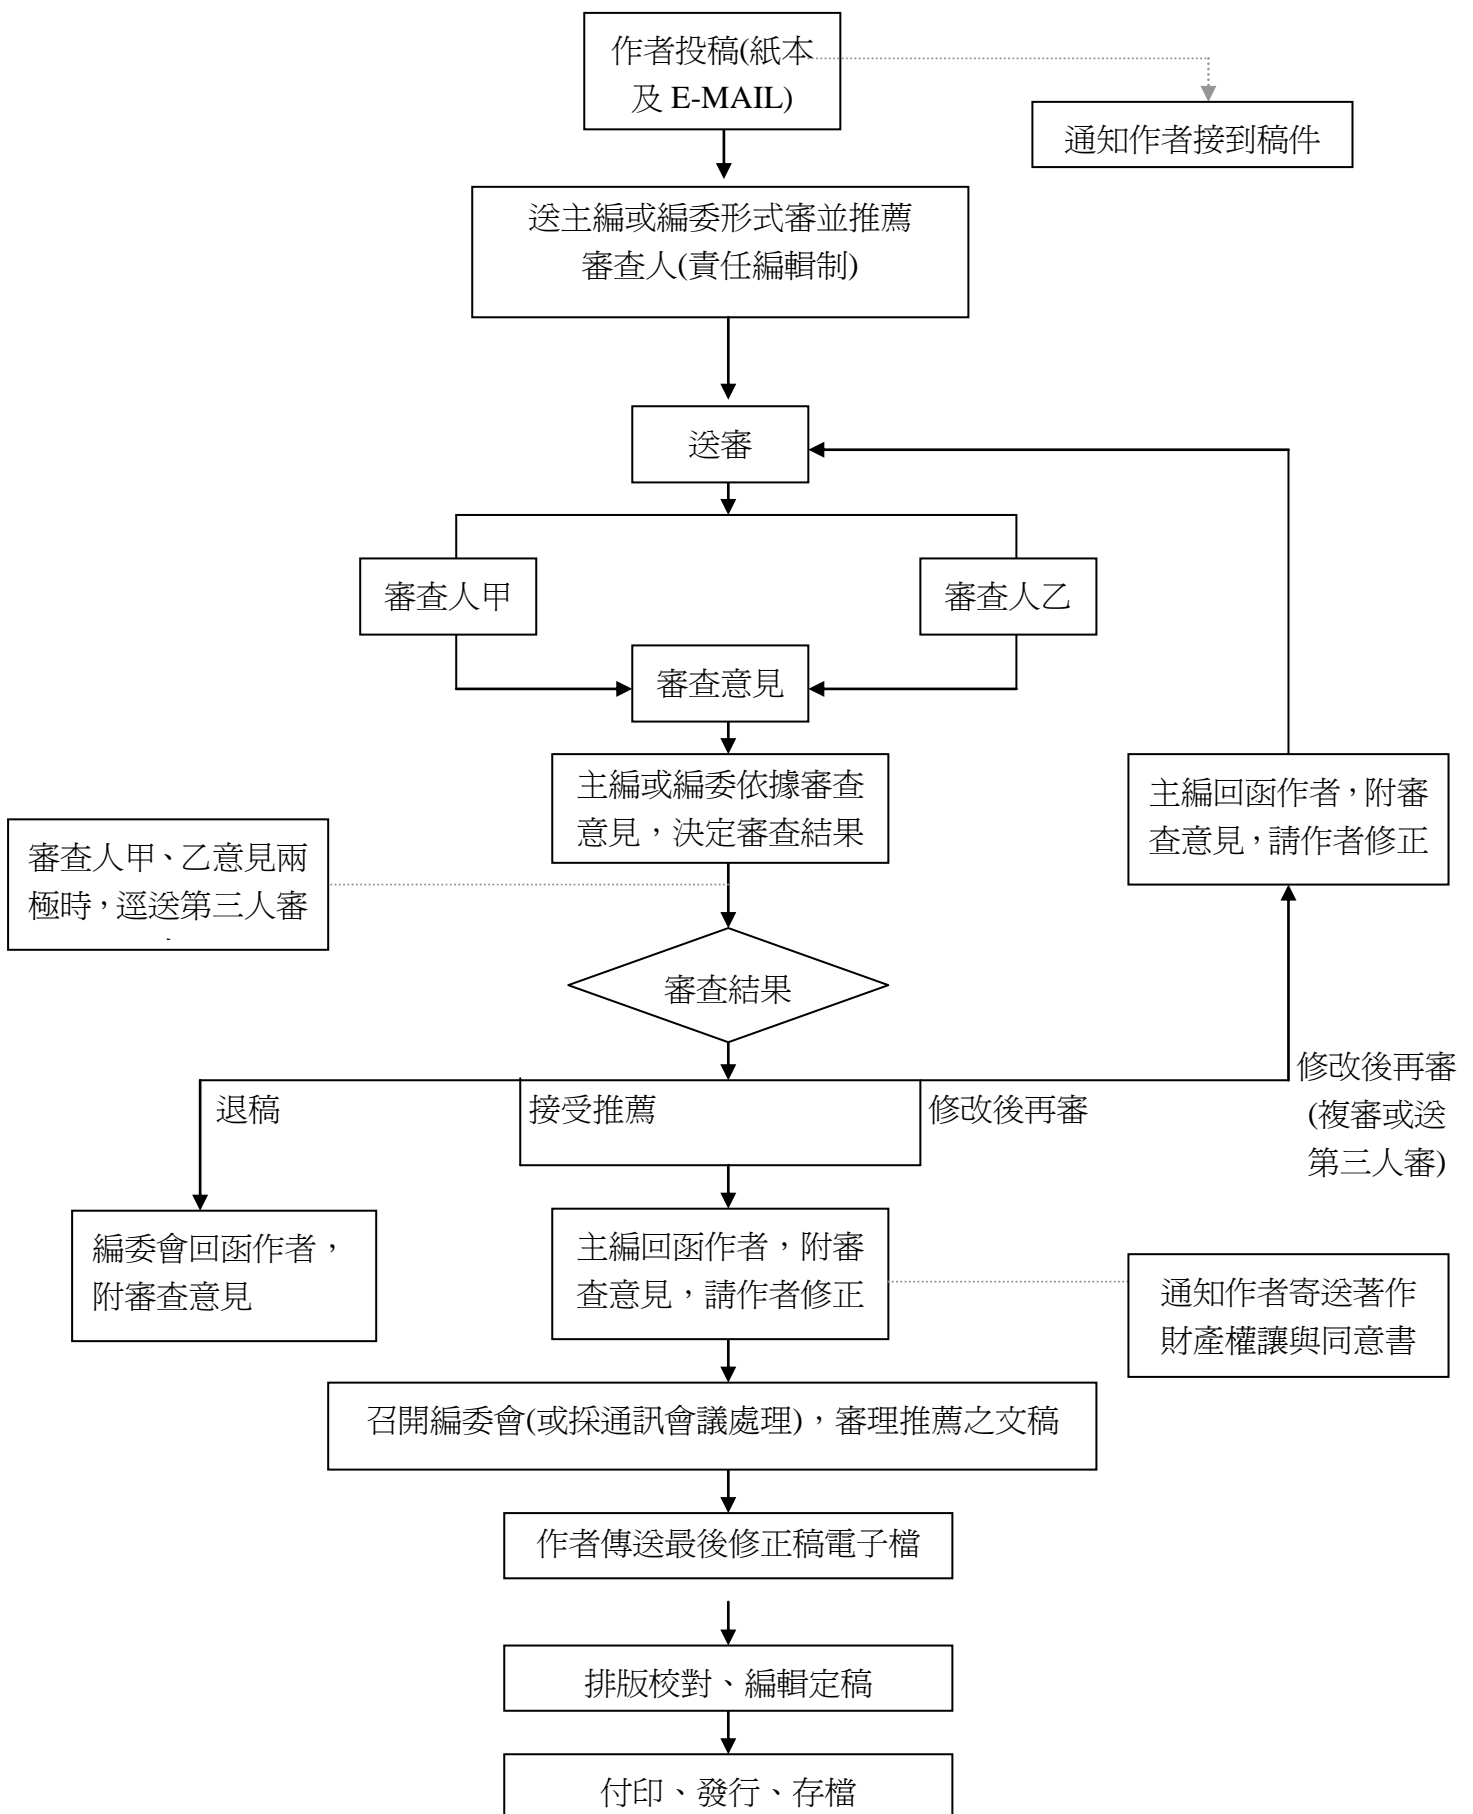 作者投稿(紙本
及 E-MAIL)
通知作者接到稿件
送主編或編委形式審並推薦
審查人(責任編輯制)
送審
審查人甲
審查人乙
審查意見
主編或編委依據審查
意見，決定審查結果
主編回函作者，附審
查意見，請作者修正
審查人甲、乙意見兩
極時，逕送第三人審
審查結果
退稿
接受推薦
修改後再審
修改後再審
(複審或送
第三人審)
編委會回函作者，
附審查意見
主編回函作者，附審
查意見，請作者修正
通知作者寄送著作
財產權讓與同意書
召開編委會(或採通訊會議處理)，審理推薦之文稿
作者傳送最後修正稿電子檔
排版校對、編輯定稿
付印、發行、存檔